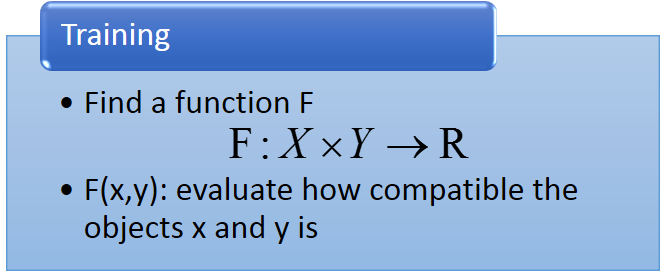 Training
• Find a function F
F : X × Y → R
• F(x,y): evaluate how compatible the
objects x and y is